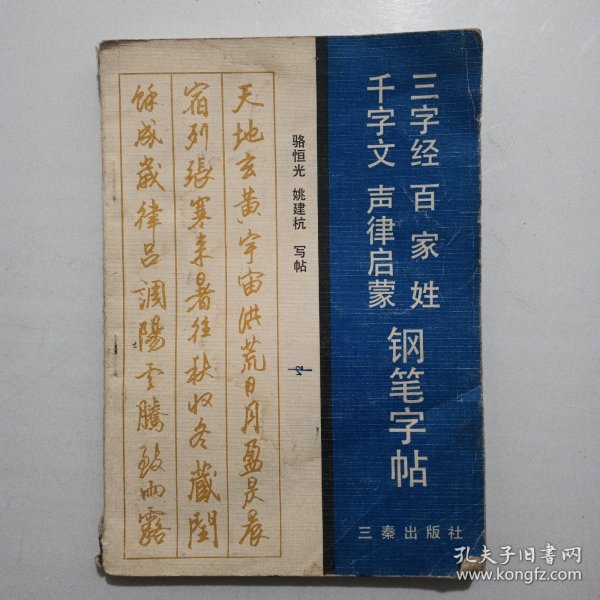 三字经 百家姓
千字文 声律启蒙
钢笔字帖
骆恒光 姚建杭 写帖
天地玄黄宇宙洪荒日月盈昃晨
宿列張寒来暑往秋收冬藏閏
馀成歲律吕調陽雲騰致雨露
三秦出版社
孔夫子旧书网
www.kongfz.com